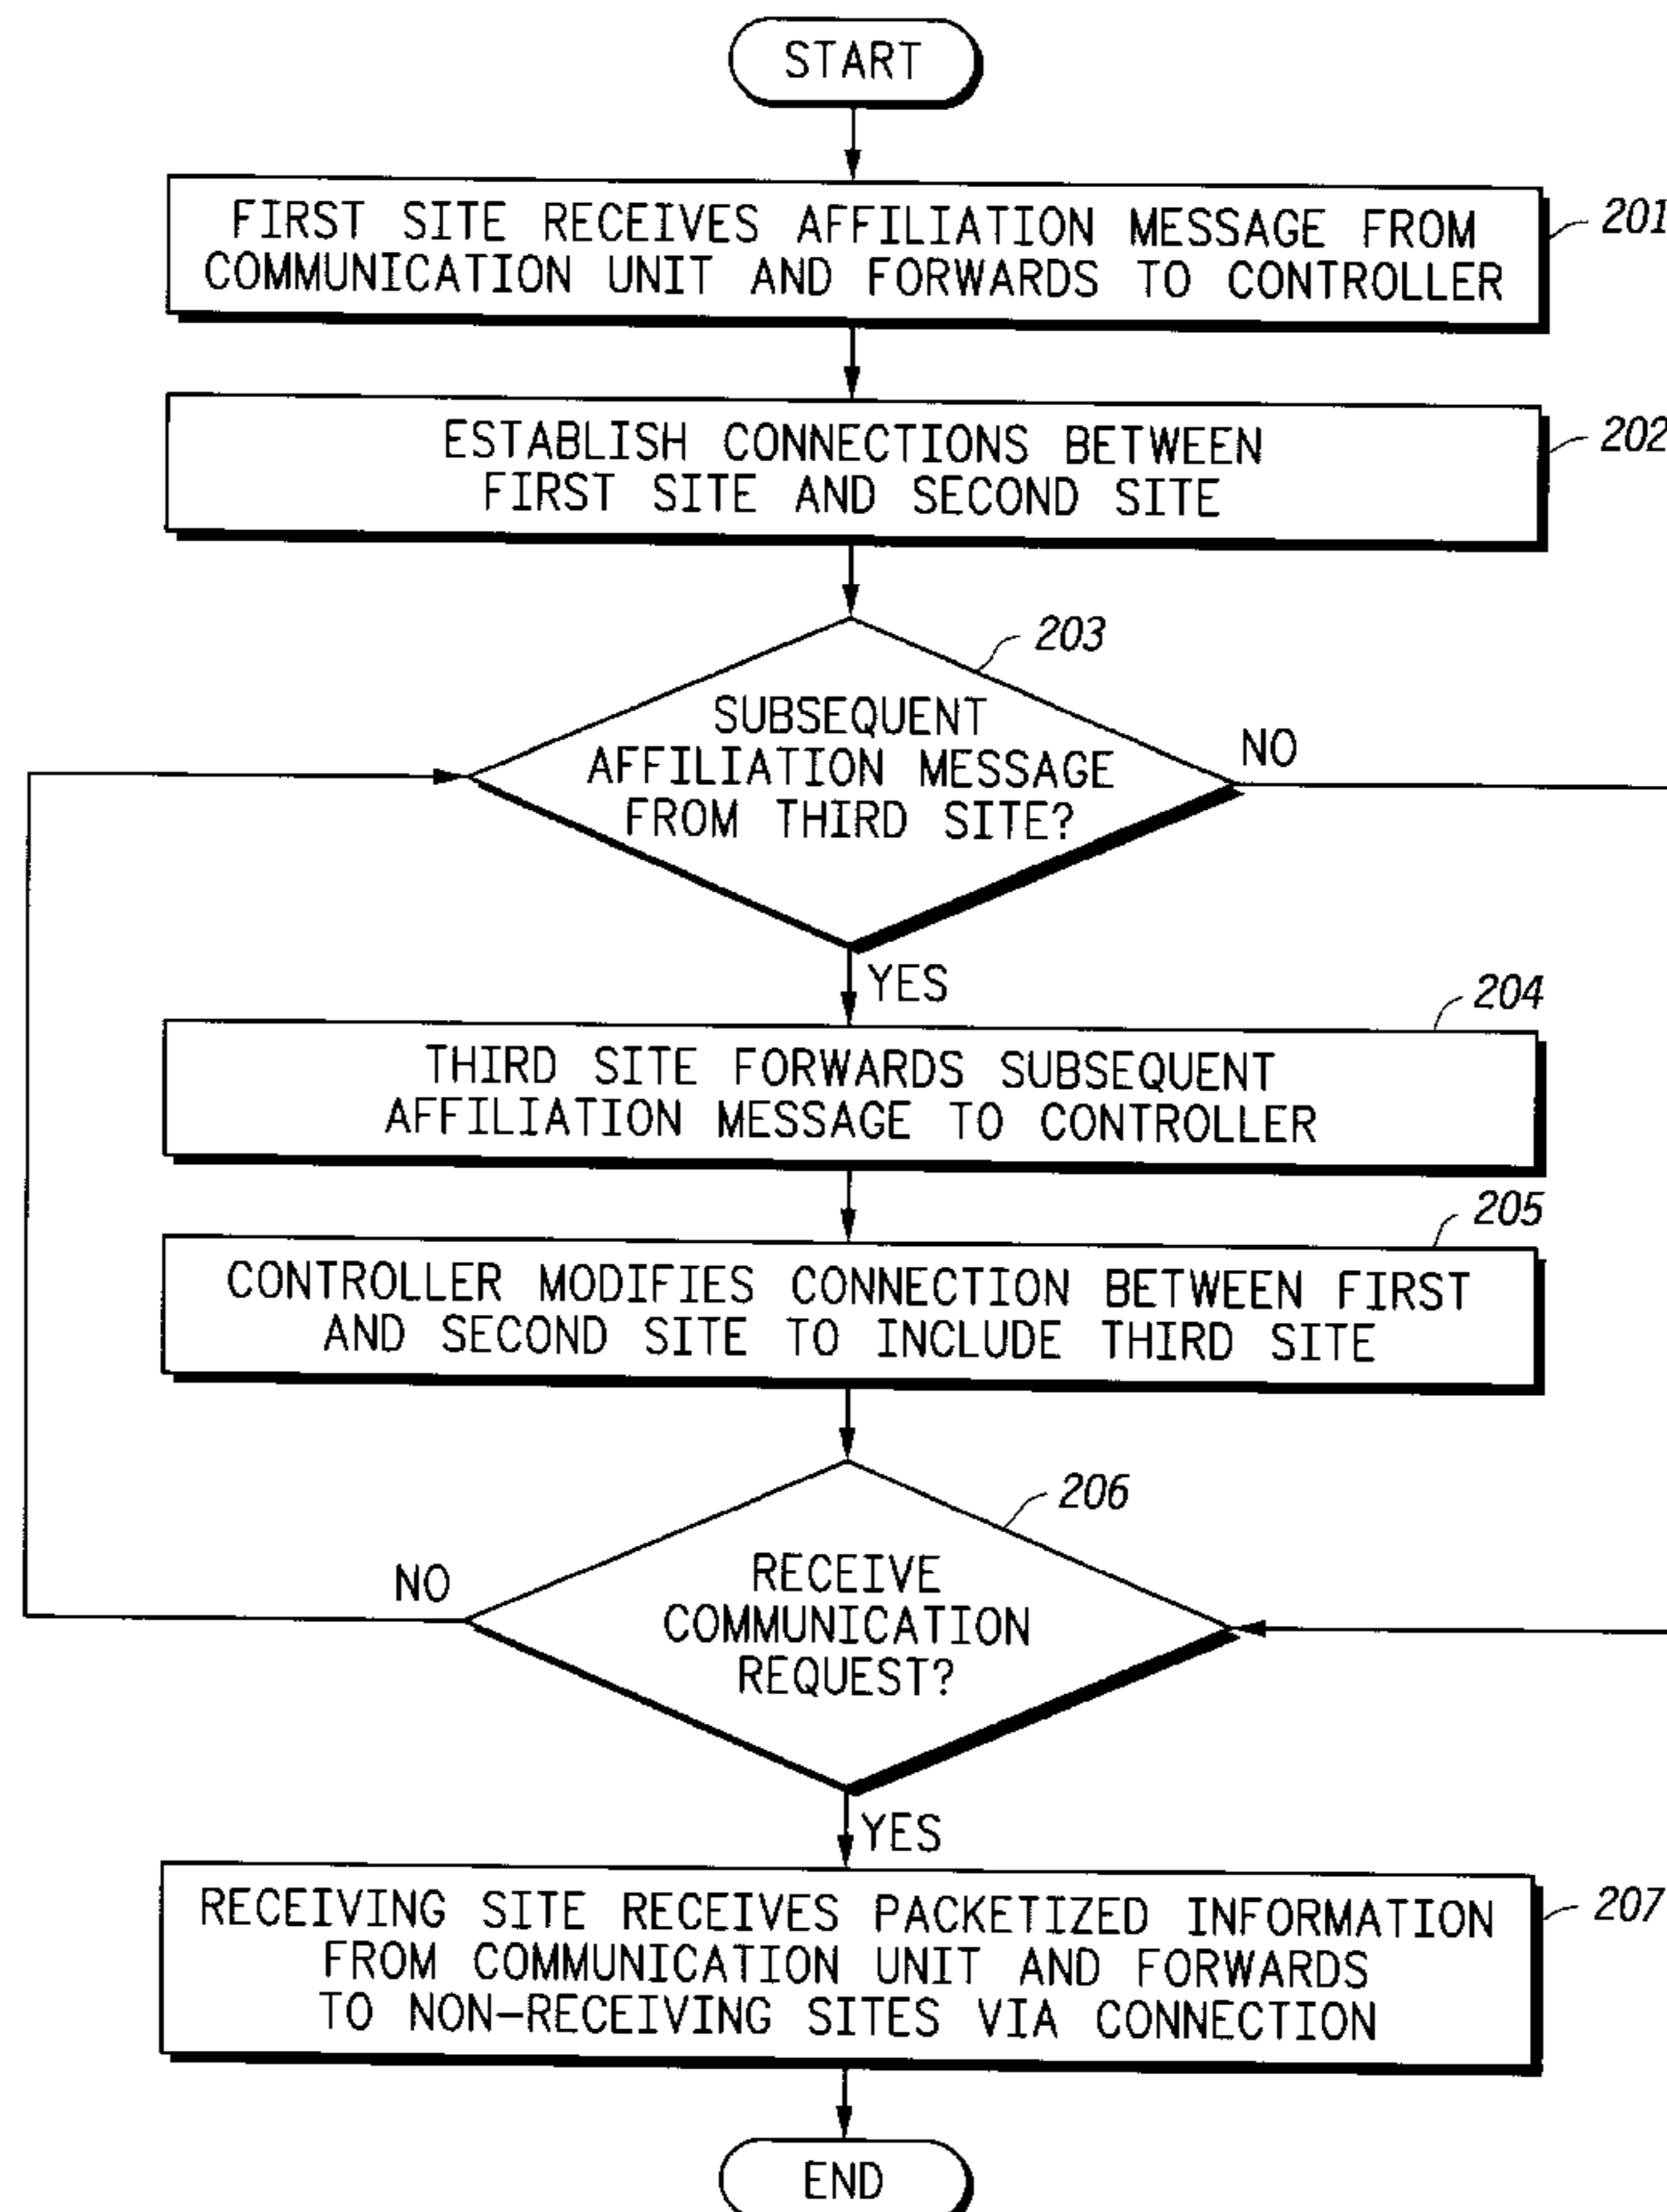 START
FIRST SITE RECEIVES AFFILIATION MESSAGE FROM
COMMUNICATION UNIT AND FORWARDS TO CONTROLLER
201
ESTABLISH CONNECTIONS BETWEEN
FIRST SITE AND SECOND SITE
202
203
SUBSEQUENT
AFFILIATION MESSAGE
FROM THIRD SITE?
NO
YES
204
THIRD SITE FORWARDS SUBSEQUENT
AFFILIATION MESSAGE TO CONTROLLER
205
CONTROLLER MODIFIES CONNECTION BETWEEN FIRST
AND SECOND SITE TO INCLUDE THIRD SITE
206
NO
RECEIVE
COMMUNICATION
REQUEST?
YES
RECEIVING SITE RECEIVES PACKETIZED INFORMATION
FROM COMMUNICATION UNIT AND FORWARDS
TO NON-RECEIVING SITES VIA CONNECTION
207
END